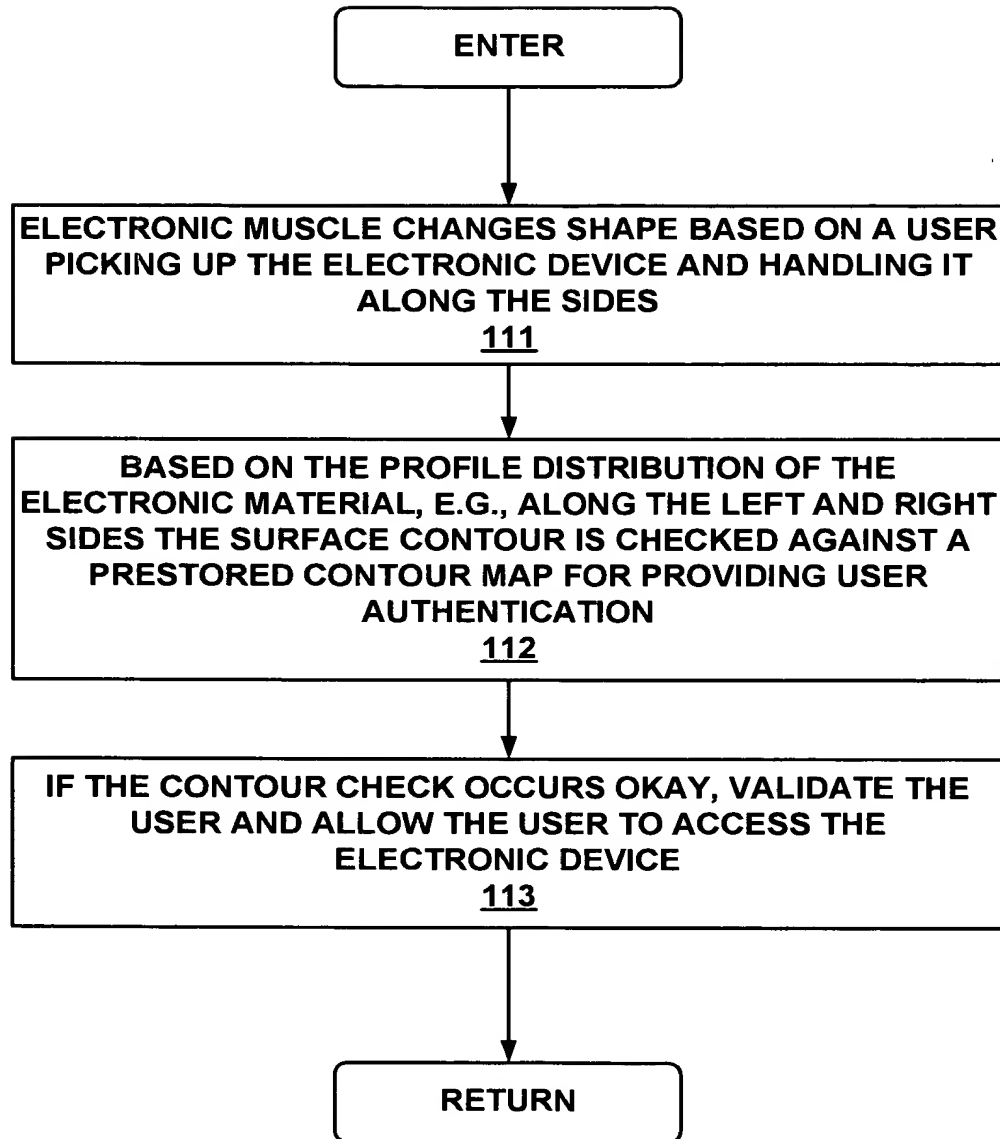 ENTER
ELECTRONIC MUSCLE CHANGES SHAPE BASED ON A USER
PICKING UP THE ELECTRONIC DEVICE AND HANDLING IT
ALONG THE SIDES
111
BASED ON THE PROFILE DISTRIBUTION OF THE
ELECTRONIC MATERIAL, E.G., ALONG THE LEFT AND RIGHT
SIDES THE SURFACE CONTOUR IS CHECKED AGAINST A
PRESTORED CONTOUR MAP FOR PROVIDING USER
AUTHENTICATION
112
IF THE CONTOUR CHECK OCCURS OKAY, VALIDATE THE
USER AND ALLOW THE USER TO ACCESS THE
ELECTRONIC DEVICE
113
RETURN